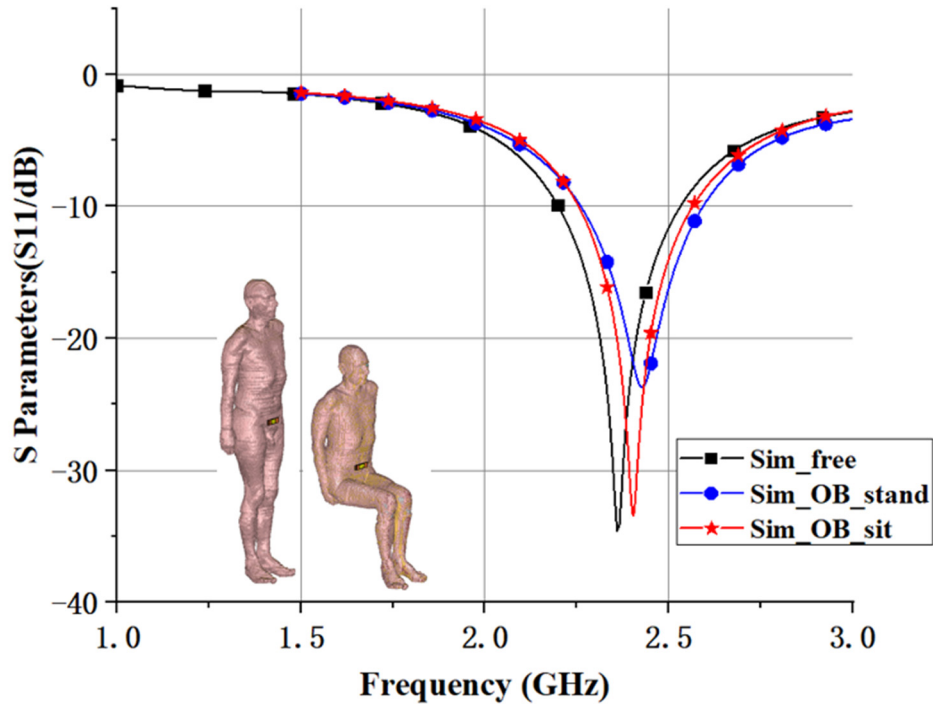 S Parameters(S11/dB)
0
−10
−20
−30
−40
1.0
1.5
2.0
2.5
3.0
Frequency (GHz)
Sim_free
Sim_OB_stand
Sim_OB_sit